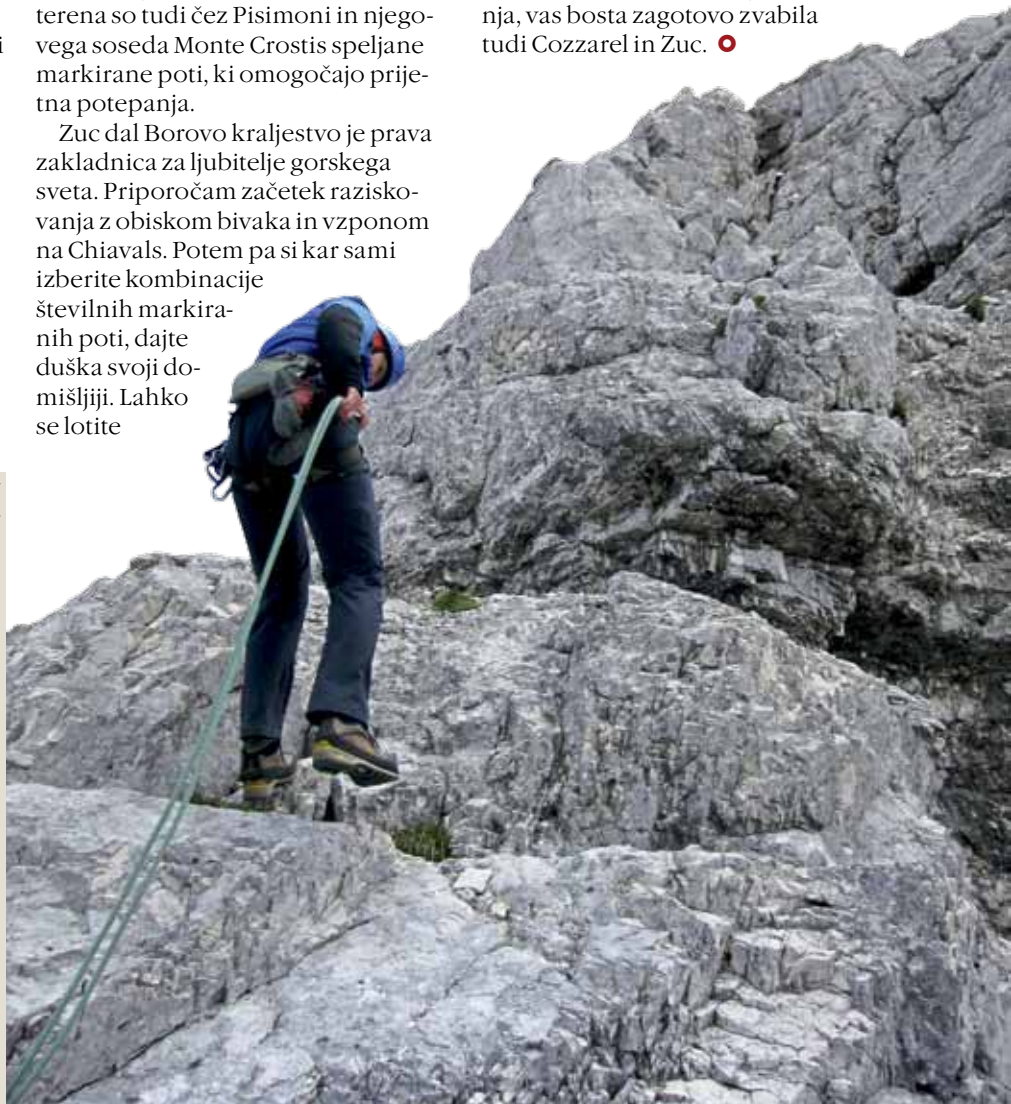 terena so tudi čez Pisimoni in njego-
vega soseda Monte Crostis speljane
markirane poti, ki omogočajo prije-
tna potepanja.
Zuc dal Borovo kraljestvo je prava
zakladnica za ljubitelje gorskega
sveta. Priporočam začetek razisko-
vanja z obiskom bivaka in vzponom
na Chiavals. Potem pa si kar sami
izberite kombinacije
številnih markira-
nih poti, dajte
duška svoji do-
mišljiji. Lahko
se lotite
nja, vas bosta zagotovo zvabila
tudi Cozzarel in Zuc.